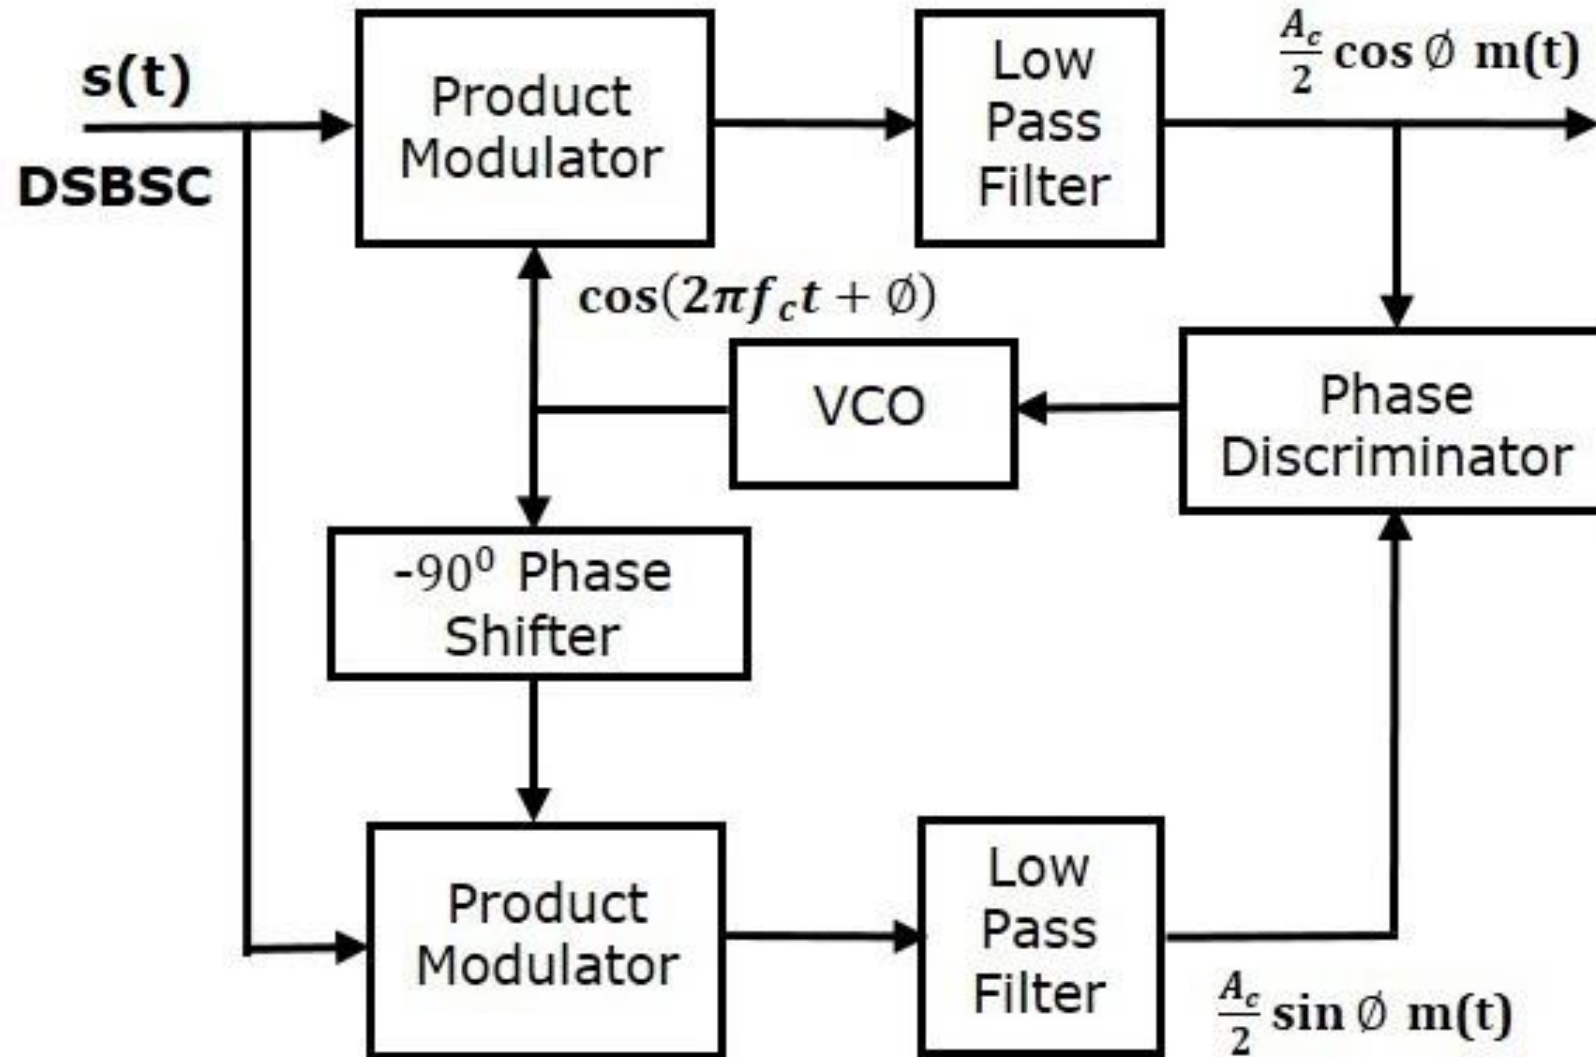 s(t)
DSBSC
Product
Modulator
Low
Pass
Filter
A_c/2 cos ∅ m(t)
cos(2πf_c t + ∅)
VCO
Phase
Discriminator
-90⁰ Phase
Shifter
Product
Modulator
Low
Pass
Filter
A_c/2 sin ∅ m(t)